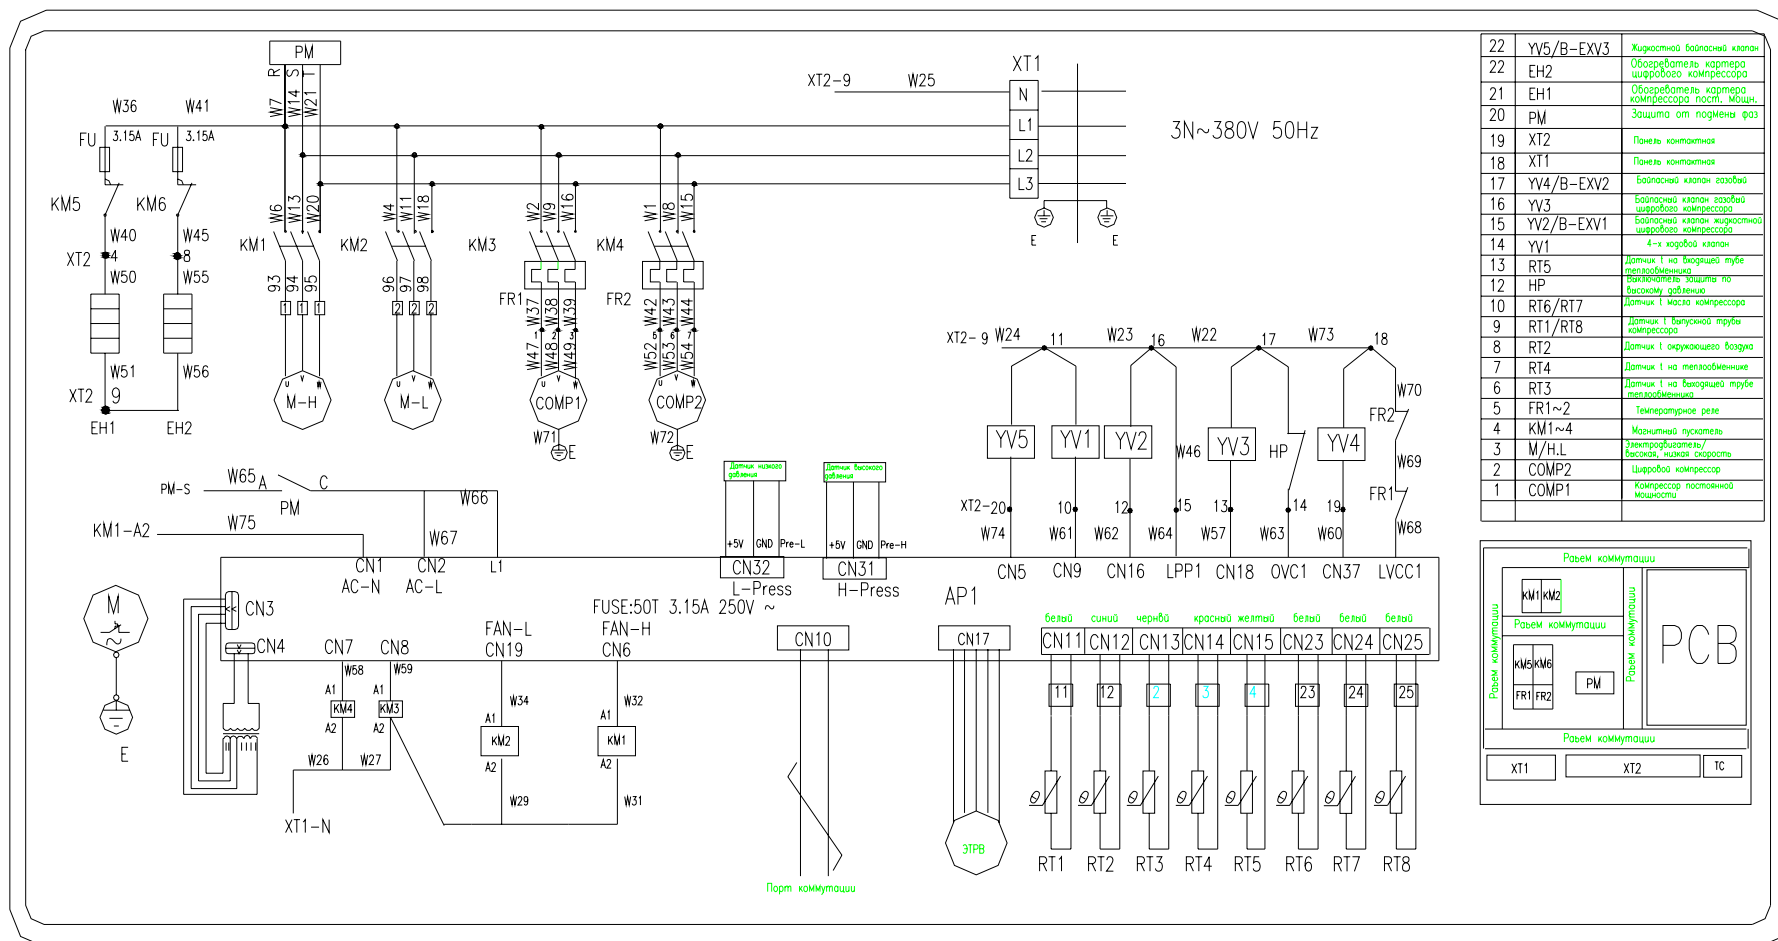 PM
R S T
W7 W14 W21
W36 W41
FU 3.15A FU 3.15A
KM5 KM6
W40 W45
XT2 4 8
W50 W55
W51 W56
XT2 9
EH1 EH2
W6 W13 W20
KM1
93 94 95
1 1 1
U V W
M-H
W4 W11 W18
KM2
96 97 98
2 2 2
U V W
M-L
W2 W9 W16
KM3
FR1
W37 W38 W39
1 2 3
W47 W48 W49
U V W
COMP1
W71
E
W1 W8 W15
KM4
FR2
W42 W43 W44
5 6 7
W52 W53 W54
U V W
COMP2
W72
E
XT2-9 W25
XT1
N
L1
L2
L3
E E
3N~380V 50Hz
XT2-9 W24 11 W23 16 W22 17 W73 18
W70
FR2
YV5 YV1 YV2 W46 YV3 HP YV4
W69
FR1
XT2-20 10 12 15 13 14 19
W74 W61 W62 W64 W57 W63 W60 W68
CN5 CN9 CN16 LPP1 CN18 OVC1 CN37 LVCC1
PM-S W65 A C W66
PM
KM1-A2 W75 W67
CN1 CN2 L1
AC-N AC-L
Датчик низкого
давления
+5V GND Pre-L
CN32
L-Press
Датчик высокого
давления
+5V GND Pre-H
CN31
H-Press
FUSE:50T 3.15A 250V ~
AP1
M
E
CN3
CN4
CN7 CN8
W58 W59
A1 A1
KM4 KM3
A2 A2
W26 W27
XT1-N
FAN-L
CN19
W34
A1
KM2
A2
W29
FAN-H
CN6
W32
A1
KM1
A2
W31
CN10
Порт коммутации
CN17
ЭТРВ
белый синий чернвй красный желтый белый белый белый
CN11 CN12 CN13 CN14 CN15 CN23 CN24 CN25
11 12 2 3 4 23 24 25
θ θ θ θ θ θ θ θ
RT1 RT2 RT3 RT4 RT5 RT6 RT7 RT8
22 YV5/B-EXV3 Жидкостной байпасный клапан
22 EH2 Обогреватель картера
цифрового компрессора
21 EH1 Обогреватель картера
компрессора пост. мощн.
20 PM Защита от подмены фаз
19 XT2 Панель контактная
18 XT1 Панель контактная
17 YV4/B-EXV2 Байпасный клапан газовый
16 YV3 Байпасный клапан газовый
цифрового компрессора
15 YV2/B-EXV1 Байпасный клапан жидкостной
цифрового компрессора
14 YV1 4-х ходовой клапан
13 RT5 Датчик t на входящей тубе
теплообменника
12 HP Выключатель защиты по
высокому давлению
10 RT6/RT7 Датчик t масла компрессора
9 RT1/RT8 Датчик t выпускной трубы
компрессора
8 RT2 Датчик t окружающего воздуха
7 RT4 Датчик t на теплообменнике
6 RT3 Датчик t на выходящей трубе
теплообменника
5 FR1~2 Температурное реле
4 KM1~4 Магнитный пускатель
3 M/H.L Электродвигатель/
высокая, низкая скорость
2 COMP2 Цифровой компрессор
1 COMP1 Компрессор постоянной
мощности
Разьем коммутации
KM1 KM2
Разьем коммутации
Разьем коммутации
Разьем коммутации
KM5 KM6
FR1 FR2
PM
PCB
Разьем коммутации
XT1 XT2 TC